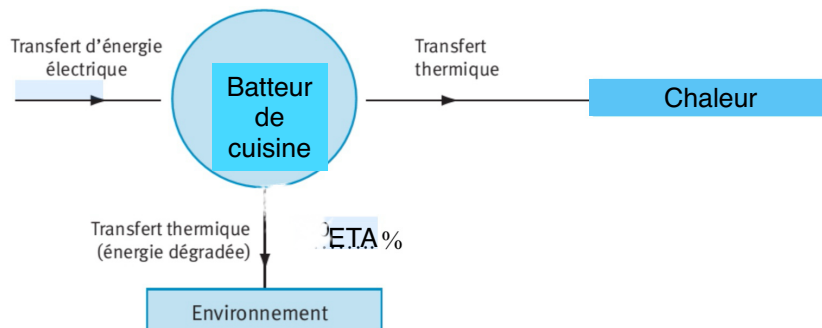 Transfert d'énergie
électrique
Transfert
thermique
Batteur
de
cuisine
Chaleur
Transfert thermique
(énergie dégradée)
ETA %
Environnement